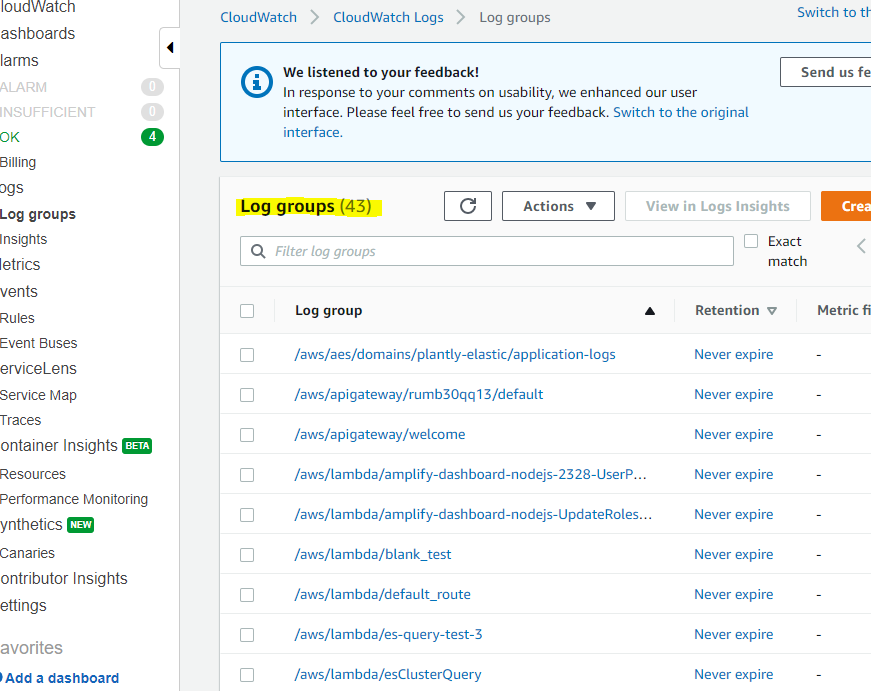 loudWatch
ashboards
larms
ALARM 0
INSUFFICIENT 0
OK 4
Billing
ogs
Log groups
Insights
letrics
vents
Rules
Event Buses
erviceLens
Service Map
Traces
ontainer Insights BETA
Resources
Performance Monitoring
ynthetics NEW
Canaries
ontributor Insights
ettings
avorites
Add a dashboard
CloudWatch
CloudWatch Logs
Log groups
Switch to th
We listened to your feedback!
In response to your comments on usability, we enhanced our user
interface. Please feel free to send us your feedback. Switch to the original
interface.
Send us fe
Log groups (43)
Actions
View in Logs Insights
Crea
Filter log groups
Exact
match
Log group Retention Metric fi
/aws/aes/domains/plantly-elastic/application-logs Never expire -
/aws/apigateway/rumb30qq13/default Never expire -
/aws/apigateway/welcome Never expire -
/aws/lambda/amplify-dashboard-nodejs-2328-UserP... Never expire -
/aws/lambda/amplify-dashboard-nodejs-UpdateRoles... Never expire -
/aws/lambda/blank_test Never expire -
/aws/lambda/default_route Never expire -
/aws/lambda/es-query-test-3 Never expire -
/aws/lambda/esClusterQuery Never expire -